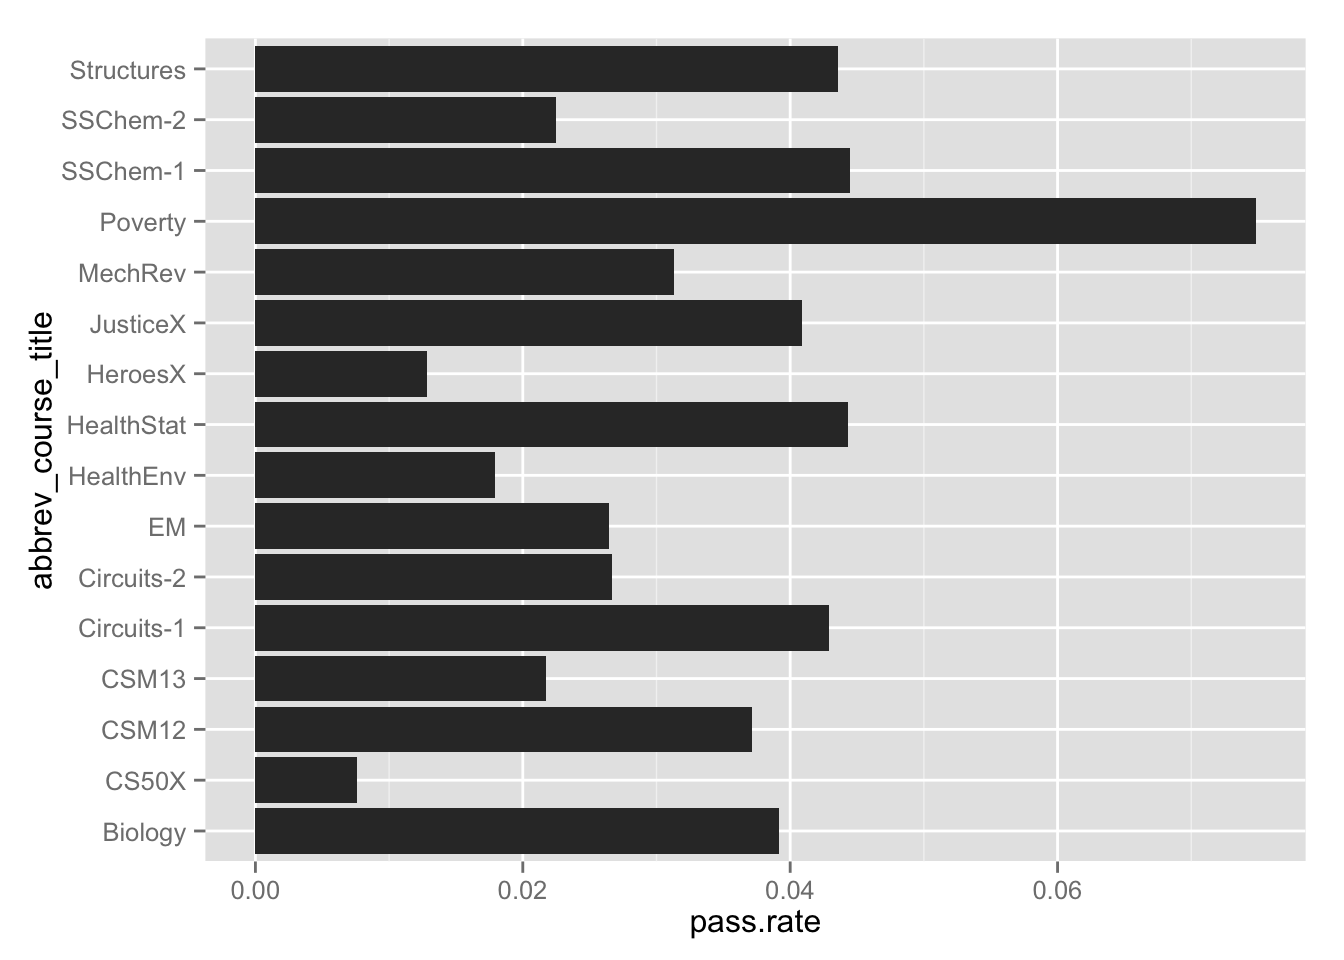 Structures
SSChem-2
SSChem-1
Poverty
MechRev
JusticeX
HeroesX
HealthStat
HealthEnv
EM
Circuits-2
Circuits-1
CSM13
CSM12
CS50X
Biology
abbrev_course_title
0.00 0.02 0.04 0.06
pass.rate